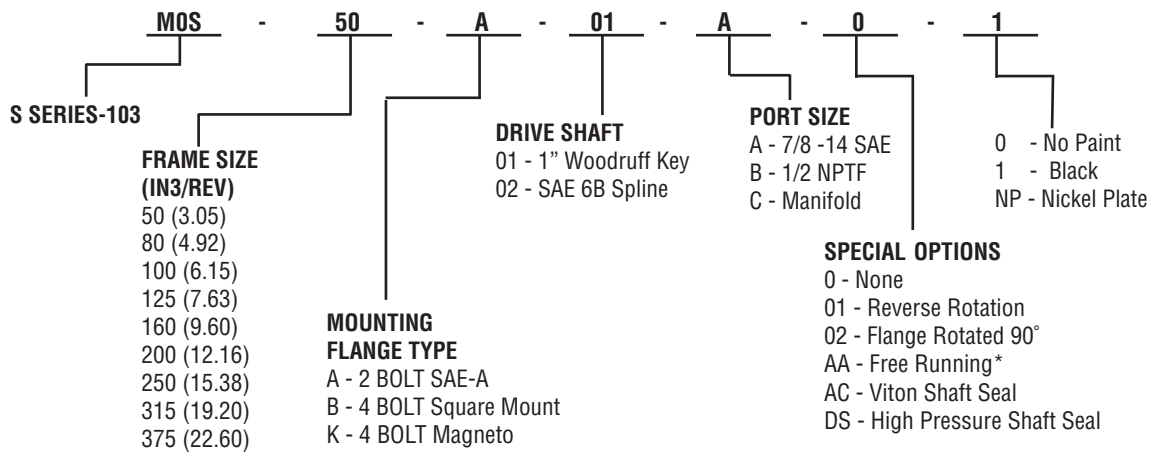 M0S - 50 - A - 01 - A - 0 - 1
S SERIES-103
FRAME SIZE
(IN3/REV)
50 (3.05)
80 (4.92)
100 (6.15)
125 (7.63)
160 (9.60)
200 (12.16)
250 (15.38)
315 (19.20)
375 (22.60)
MOUNTING
FLANGE TYPE
A - 2 BOLT SAE-A
B - 4 BOLT Square Mount
K - 4 BOLT Magneto
DRIVE SHAFT
01 - 1” Woodruff Key
02 - SAE 6B Spline
PORT SIZE
A - 7/8 -14 SAE
B - 1/2 NPTF
C - Manifold
SPECIAL OPTIONS
0 - None
01 - Reverse Rotation
02 - Flange Rotated 90°
AA - Free Running*
AC - Viton Shaft Seal
DS - High Pressure Shaft Seal
0 - No Paint
1 - Black
NP - Nickel Plate